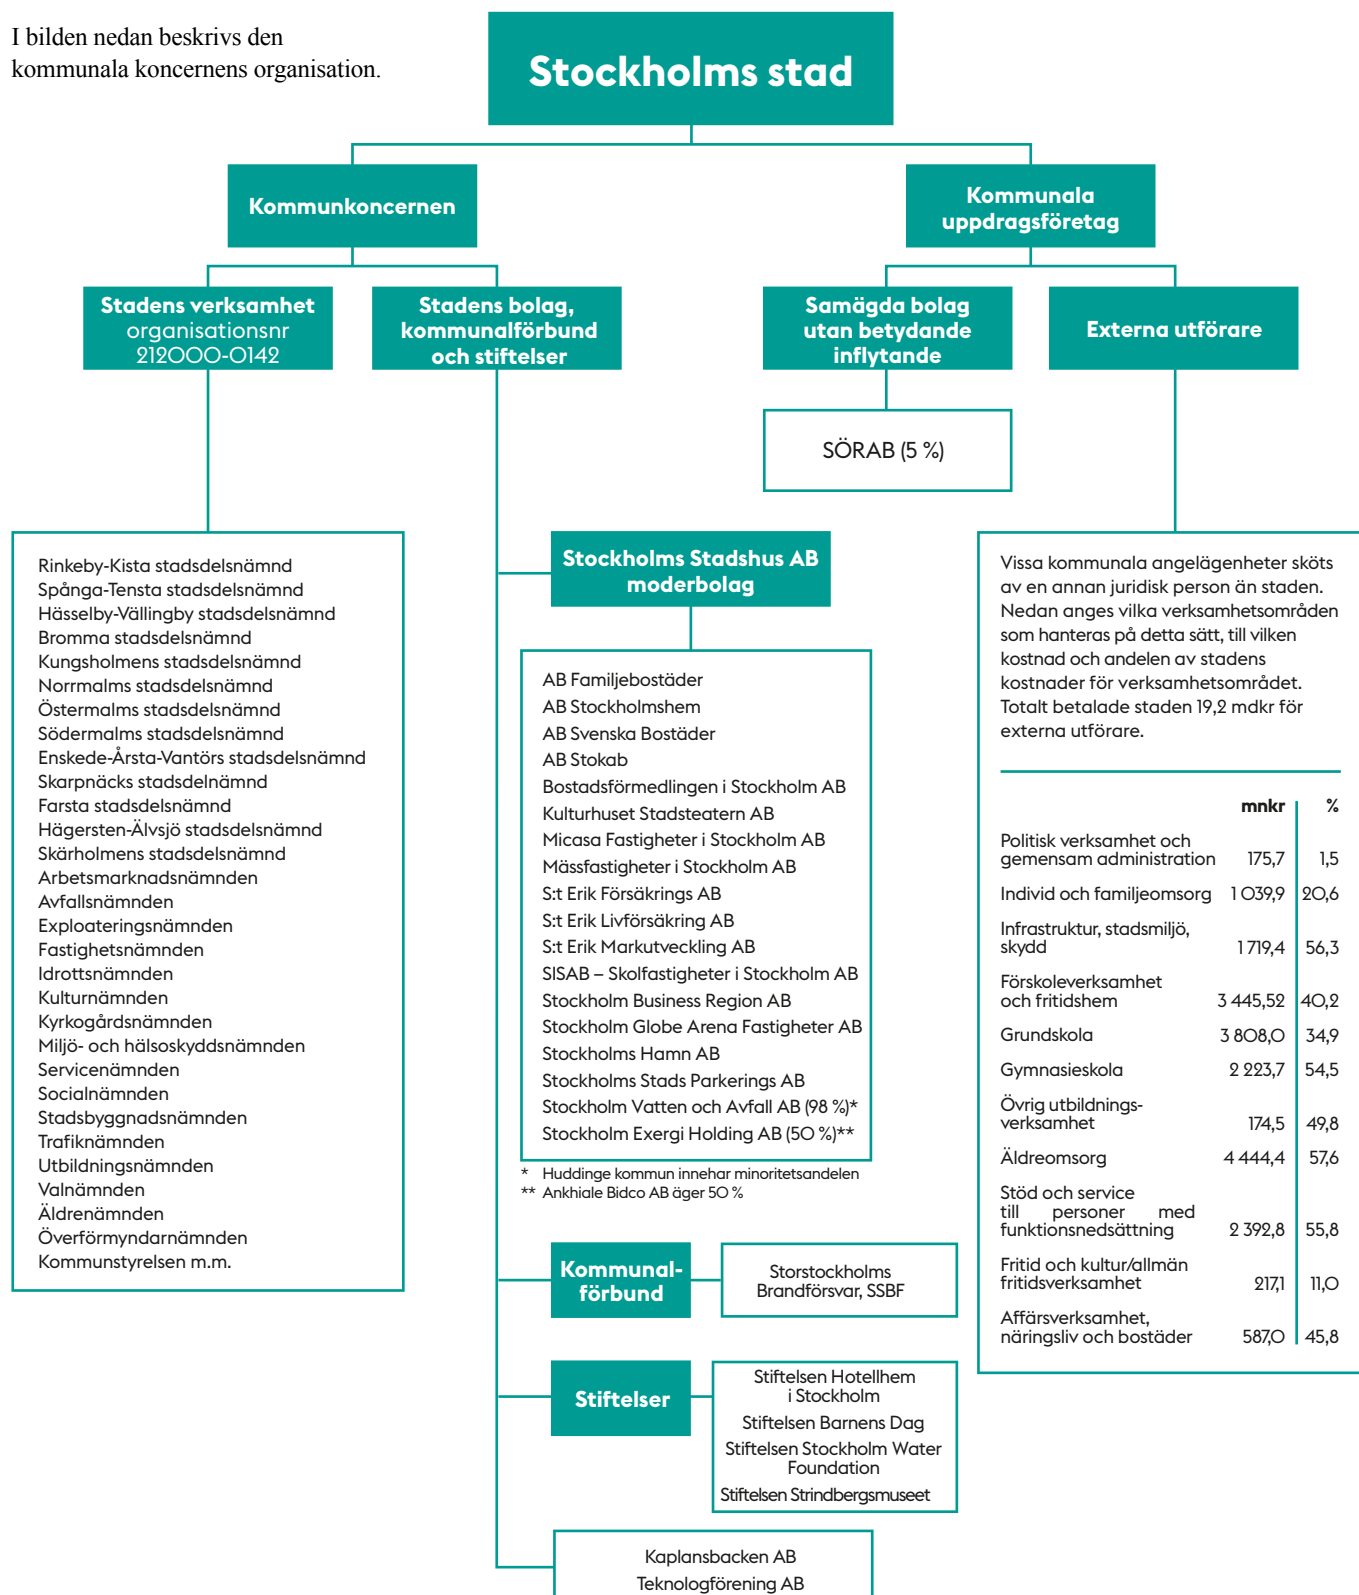 I bilden nedan beskrivs den
kommunala koncernens organisation.
Stockholms stad
Kommunkoncernen
Kommunala
uppdragsföretag
Stadens verksamhet
organisationsnr
212000-0142
Stadens bolag,
kommunalförbund
och stiftelser
Samägda bolag
utan betydande
inflytande
Externa utförare
SÖRAB (5 %)
Rinkeby-Kista stadsdelsnämnd
Spånga-Tensta stadsdelsnämnd
Hässelby-Vällingby stadsdelsnämnd
Bromma stadsdelsnämnd
Kungsholmens stadsdelsnämnd
Norrmalms stadsdelsnämnd
Östermalms stadsdelsnämnd
Södermalms stadsdelsnämnd
Enskede-Årsta-Vantörs stadsdelsnämnd
Skarpnäcks stadsdelnämnd
Farsta stadsdelsnämnd
Hägersten-Älvsjö stadsdelsnämnd
Skärholmens stadsdelsnämnd
Arbetsmarknadsnämnden
Avfallsnämnden
Exploateringsnämnden
Fastighetsnämnden
Idrottsnämnden
Kulturnämnden
Kyrkogårdsnämnden
Miljö- och hälsoskyddsnämnden
Servicenämnden
Socialnämnden
Stadsbyggnadsnämnden
Trafiknämnden
Utbildningsnämnden
Valnämnden
Äldrenämnden
Överförmyndarnämnden
Kommunstyrelsen m.m.
Stockholms Stadshus AB
moderbolag
AB Familjebostäder
AB Stockholmshem
AB Svenska Bostäder
AB Stokab
Bostadsförmedlingen i Stockholm AB
Kulturhuset Stadsteatern AB
Micasa Fastigheter i Stockholm AB
Mässfastigheter i Stockholm AB
S:t Erik Försäkrings AB
S:t Erik Livförsäkring AB
S:t Erik Markutveckling AB
SISAB – Skolfastigheter i Stockholm AB
Stockholm Business Region AB
Stockholm Globe Arena Fastigheter AB
Stockholms Hamn AB
Stockholms Stads Parkerings AB
Stockholm Vatten och Avfall AB (98 %)*
Stockholm Exergi Holding AB (50 %)**
* Huddinge kommun innehar minoritetsandelen
** Ankhiale Bidco AB äger 50 %
Kommunal-
förbund
Storstockholms
Brandförsvar, SSBF
Stiftelser
Stiftelsen Hotellhem
i Stockholm
Stiftelsen Barnens Dag
Stiftelsen Stockholm Water
Foundation
Stiftelsen Strindbergsmuseet
Kaplansbacken AB
Teknologförening AB
Vissa kommunala angelägenheter sköts
av en annan juridisk person än staden.
Nedan anges vilka verksamhetsområden
som hanteras på detta sätt, till vilken
kostnad och andelen av stadens
kostnader för verksamhetsområdet.
Totalt betalade staden 19,2 mdkr för
externa utförare.
mnkr %
Politisk verksamhet och
gemensam administration 175,7 1,5
Individ och familjeomsorg 1 039,9 20,6
Infrastruktur, stadsmiljö,
skydd 1 719,4 56,3
Förskoleverksamhet
och fritidshem 3 445,52 40,2
Grundskola 3 808,0 34,9
Gymnasieskola 2 223,7 54,5
Övrig utbildnings-
verksamhet 174,5 49,8
Äldreomsorg 4 444,4 57,6
Stöd och service
till personer med
funktionsnedsättning 2 392,8 55,8
Fritid och kultur/allmän
fritidsverksamhet 217,1 11,0
Affärsverksamhet,
näringsliv och bostäder 587,0 45,8